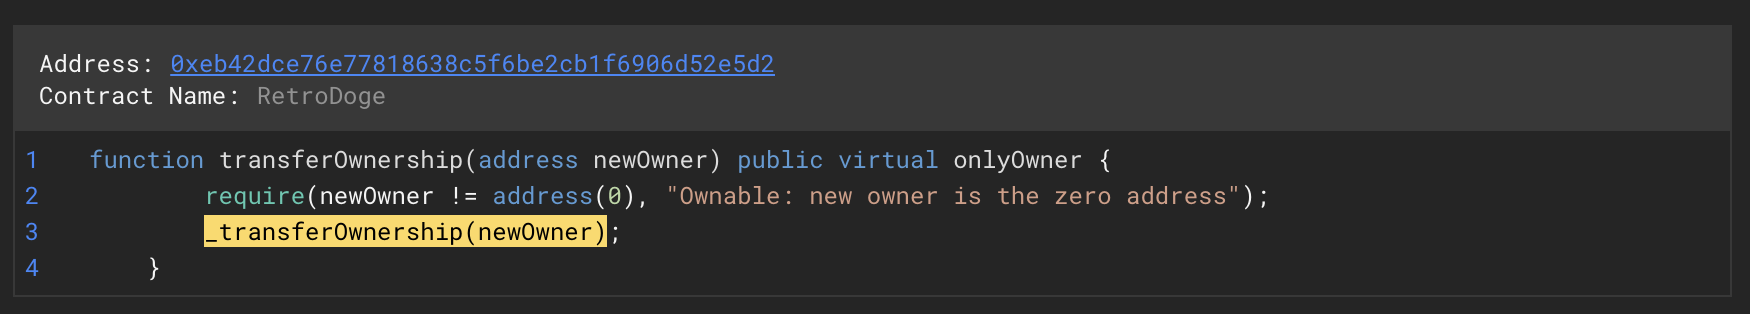 Address: 0xeb42dce76e77818638c5f6be2cb1f6906d52e5d2
Contract Name: RetroDoge
1 function transferOwnership(address newOwner) public virtual onlyOwner {
2 require(newOwner != address(0), "Ownable: new owner is the zero address");
3 _transferOwnership(newOwner);
4 }